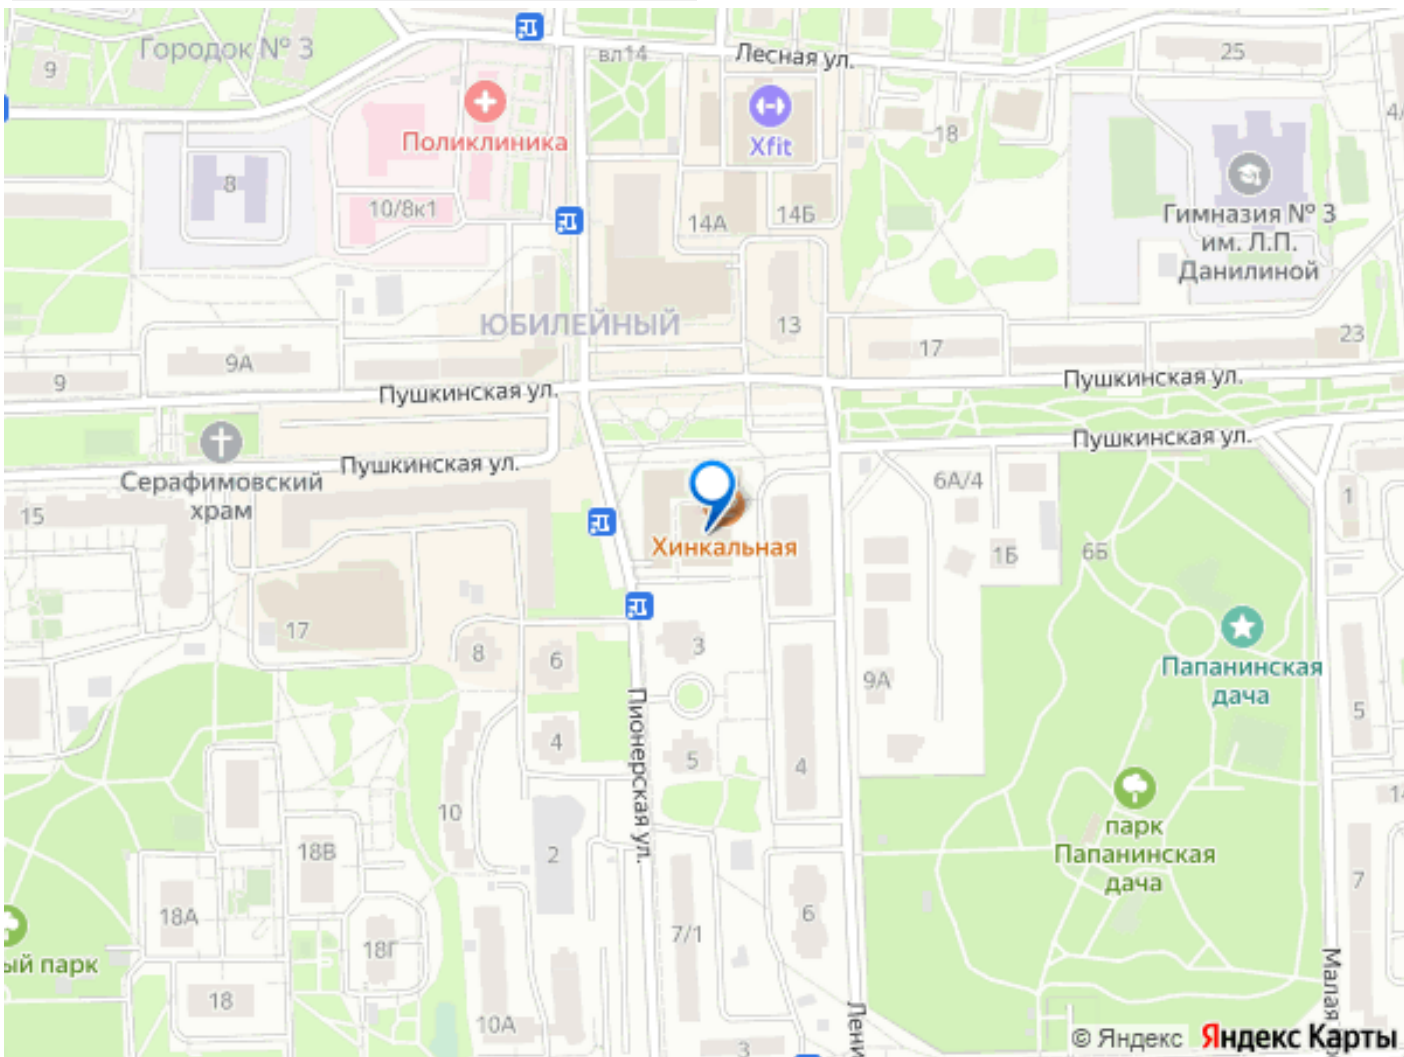 Городок № 3
9
вл14
Лесная ул.
25
4/
Поликлиника
Xfit
18
8
10/8к1
14А
14Б
Гимназия № 3
им. Л.П.
Данилиной
ЮБИЛЕЙНЫЙ
13
17
23
9А
9
Пушкинская ул.
Пушкинская ул.
Пушкинская ул.
Пушкинская ул.
Серафимовский
храм
15
6А/4
1
Хинкальная
1Б
6Б
17
8
6
3
Папанинская
дача
9А
5
Пионерская ул.
4
5
4
10
парк
Папанинская
дача
14
18В
2
7
18А
6
18Г
7/1
ый парк
18
10А
3
Лени
Малая
© Яндекс Яндекс Карты